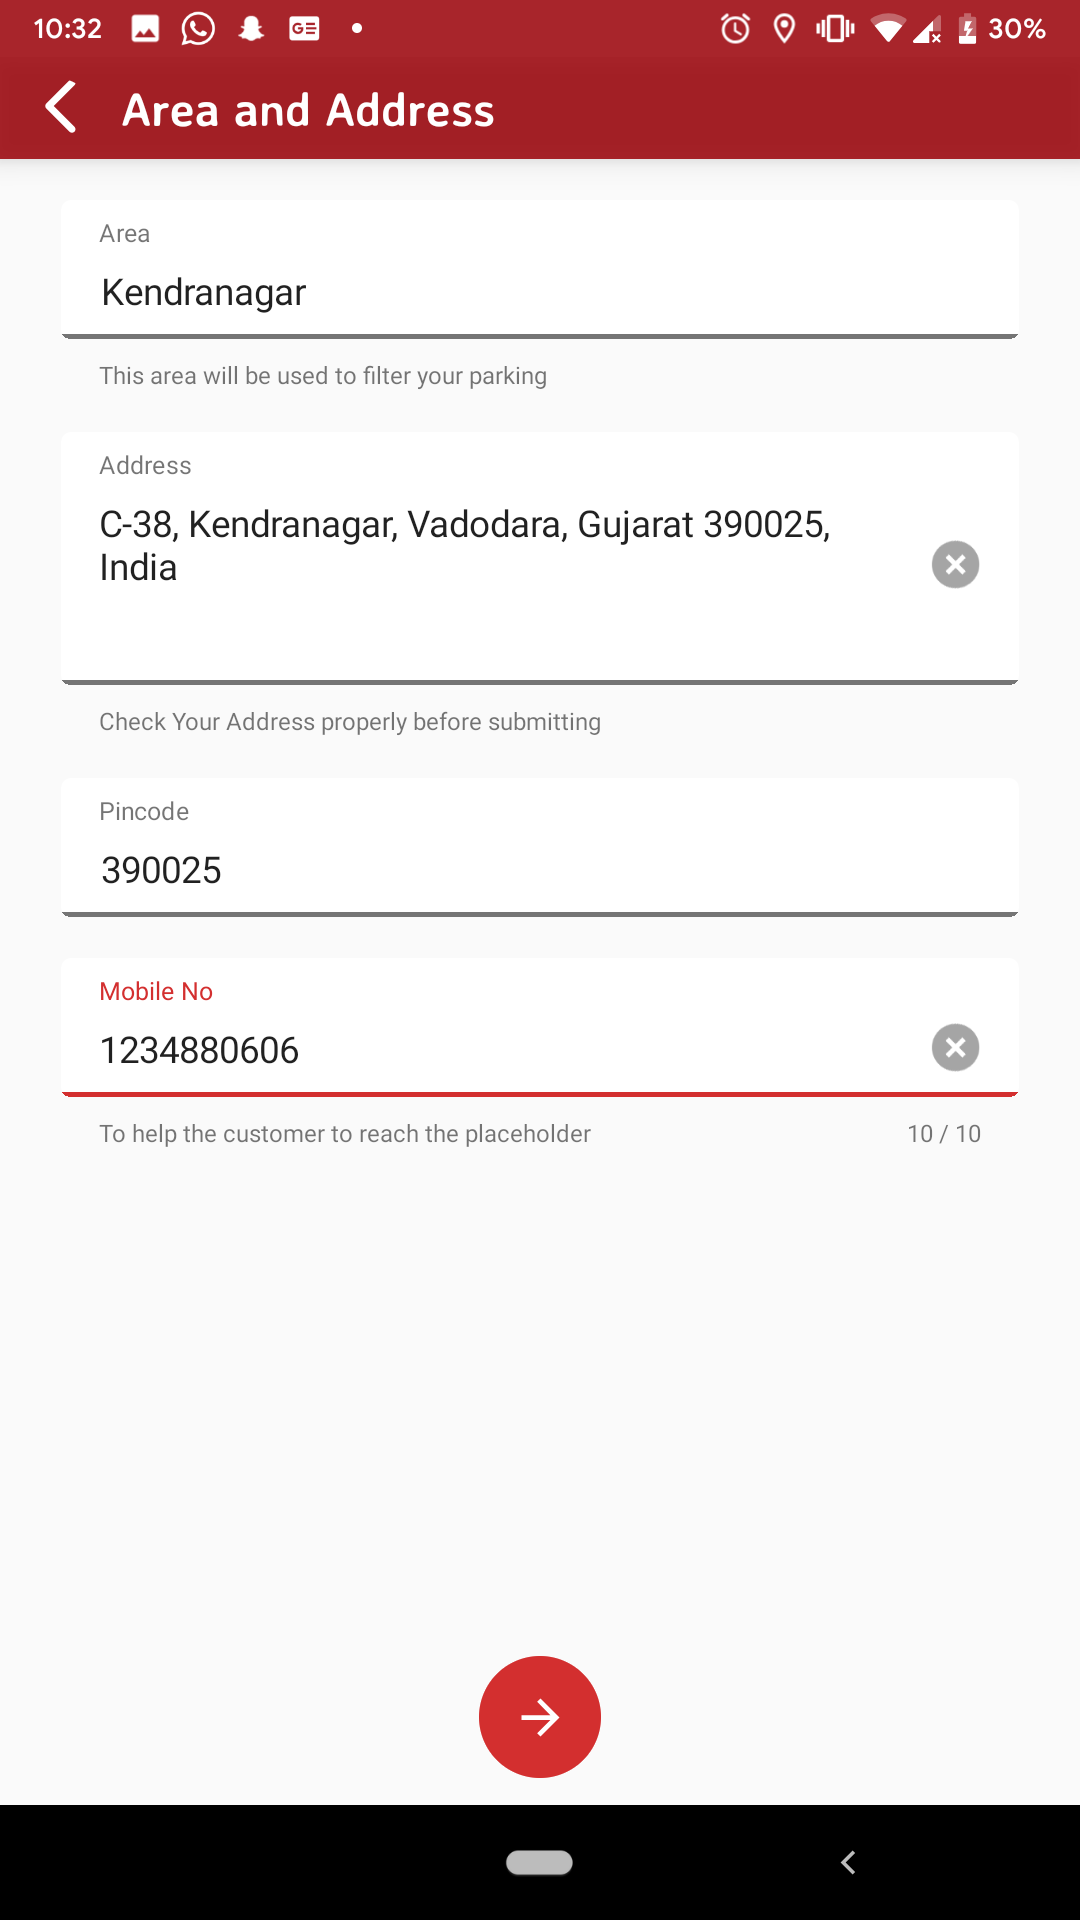 10:32 GE 30%
Area and Address
Area
Kendranagar
This area will be used to filter your parking
Address
C-38, Kendranagar, Vadodara, Gujarat 390025,
India
Check Your Address properly before submitting
Pincode
390025
Mobile No
1234880606
To help the customer to reach the placeholder 10 / 10